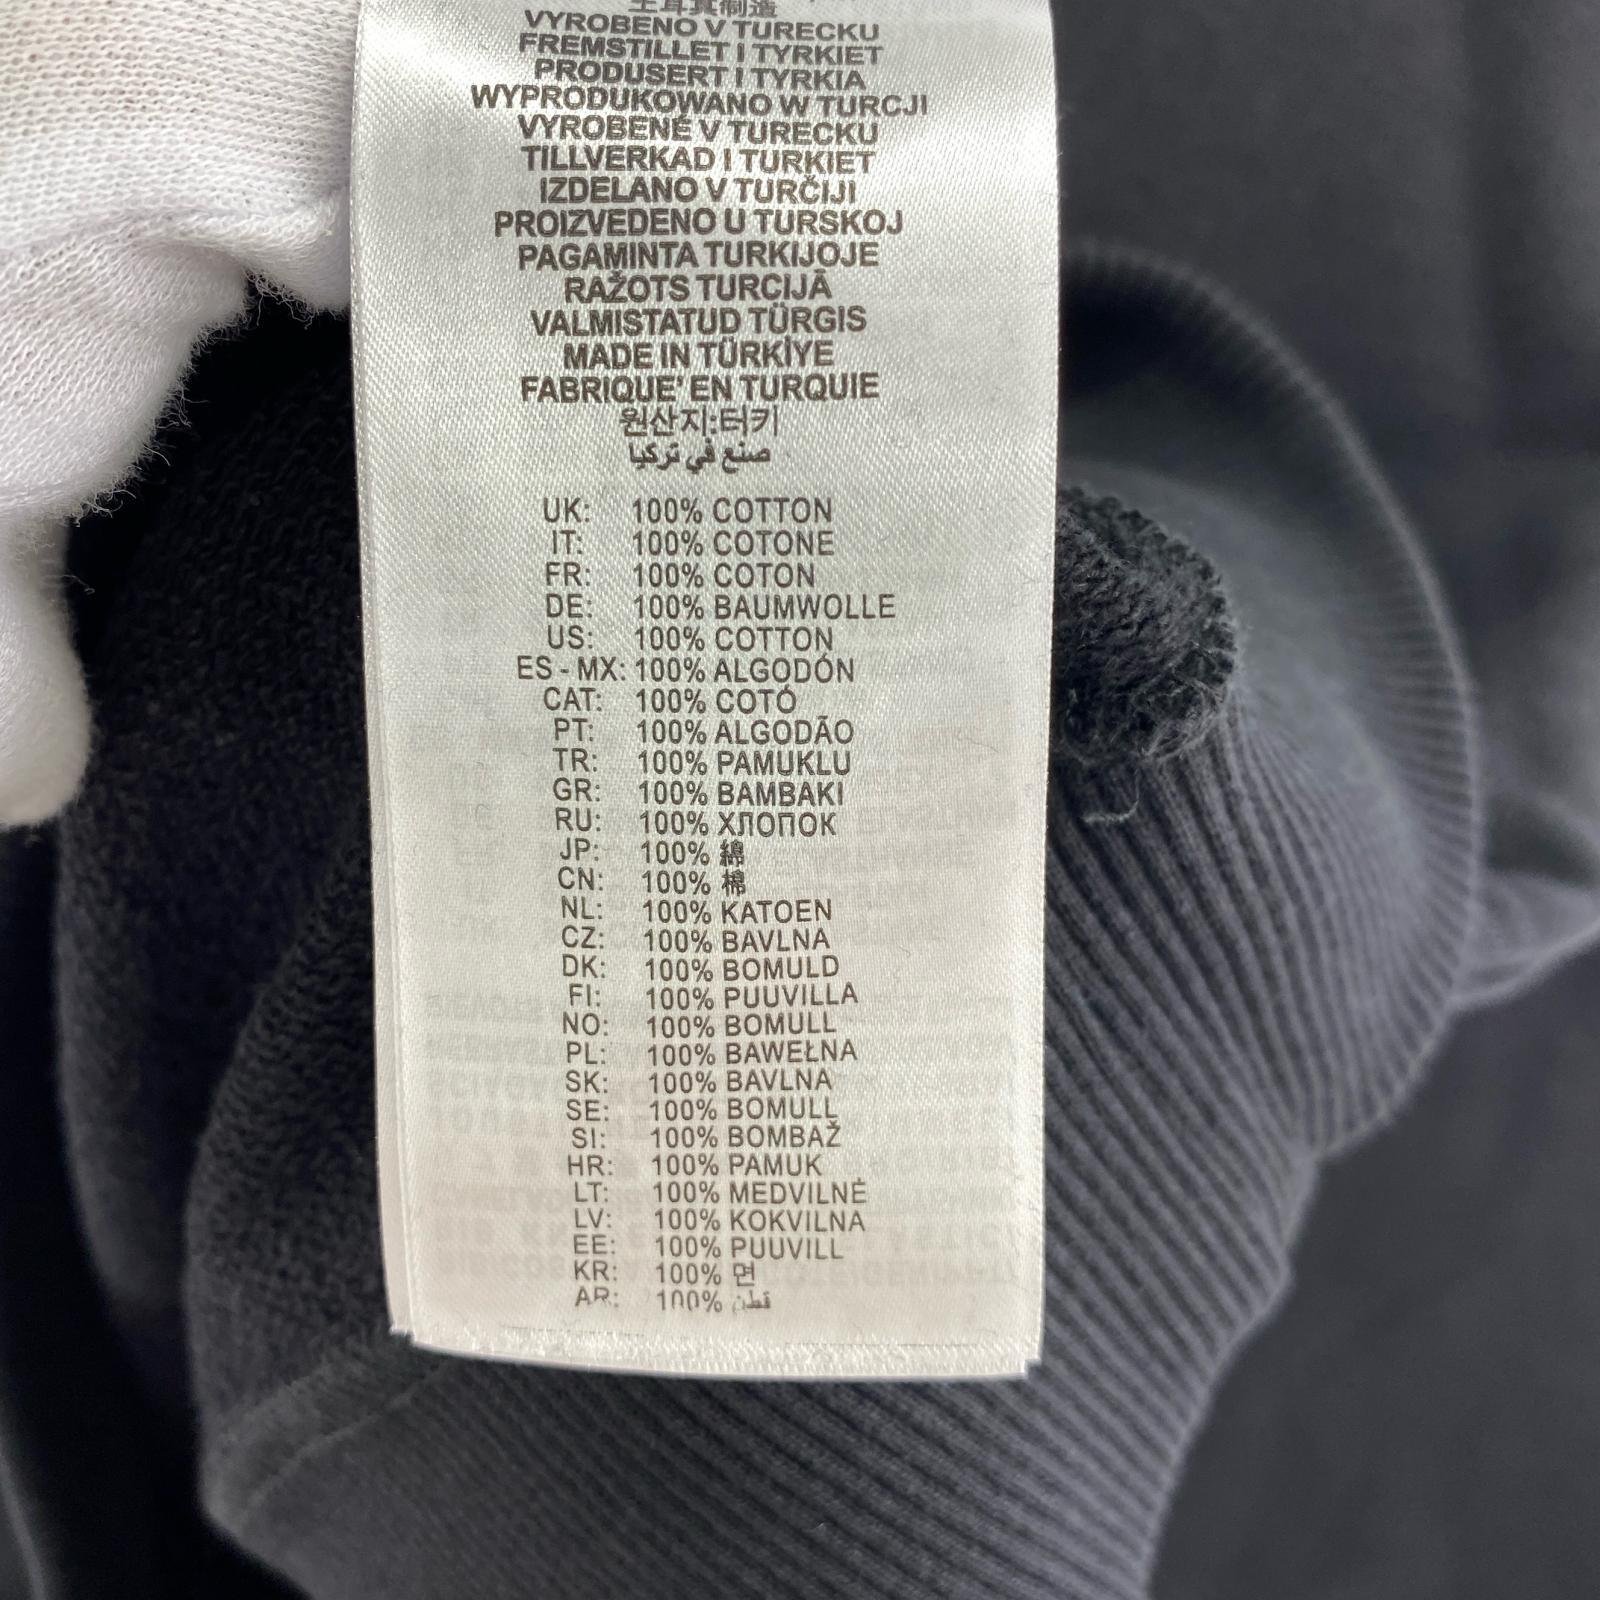 土耳其制造
VYROBENO V TURECKU
FREMSTILLET I TYRKIET
PRODUSERT I TYRKIA
WYPRODUKOWANO W TURCJI
VYROBENÉ V TURECKU
TILLVERKAD I TURKIET
IZDELANO V TURČIJI
PROIZVEDENO U TURSKOJ
PAGAMINTA TURKIJOJE
RAŽOTS TURCIJĀ
VALMISTATUD TÜRGIS
MADE IN TÜRKİYE
FABRIQUE' EN TURQUIE
원산지:터키
صنع في تركيا
UK: 100% COTTON
IT: 100% COTONE
FR: 100% COTON
DE: 100% BAUMWOLLE
US: 100% COTTON
ES - MX: 100% ALGODÓN
CAT: 100% COTÓ
PT: 100% ALGODÃO
TR: 100% PAMUKLU
GR: 100% BAMBAKI
RU: 100% ХЛОПОК
JP: 100% 綿
CN: 100% 棉
NL: 100% KATOEN
CZ: 100% BAVLNA
DK: 100% BOMULD
FI: 100% PUUVILLA
NO: 100% BOMULL
PL: 100% BAWEŁNA
SK: 100% BAVLNA
SE: 100% BOMULL
SI: 100% BOMBAŽ
HR: 100% PAMUK
LT: 100% MEDVILNĖ
LV: 100% KOKVILNA
EE: 100% PUUVILL
KR: 100% 면
AR: 100% قطن